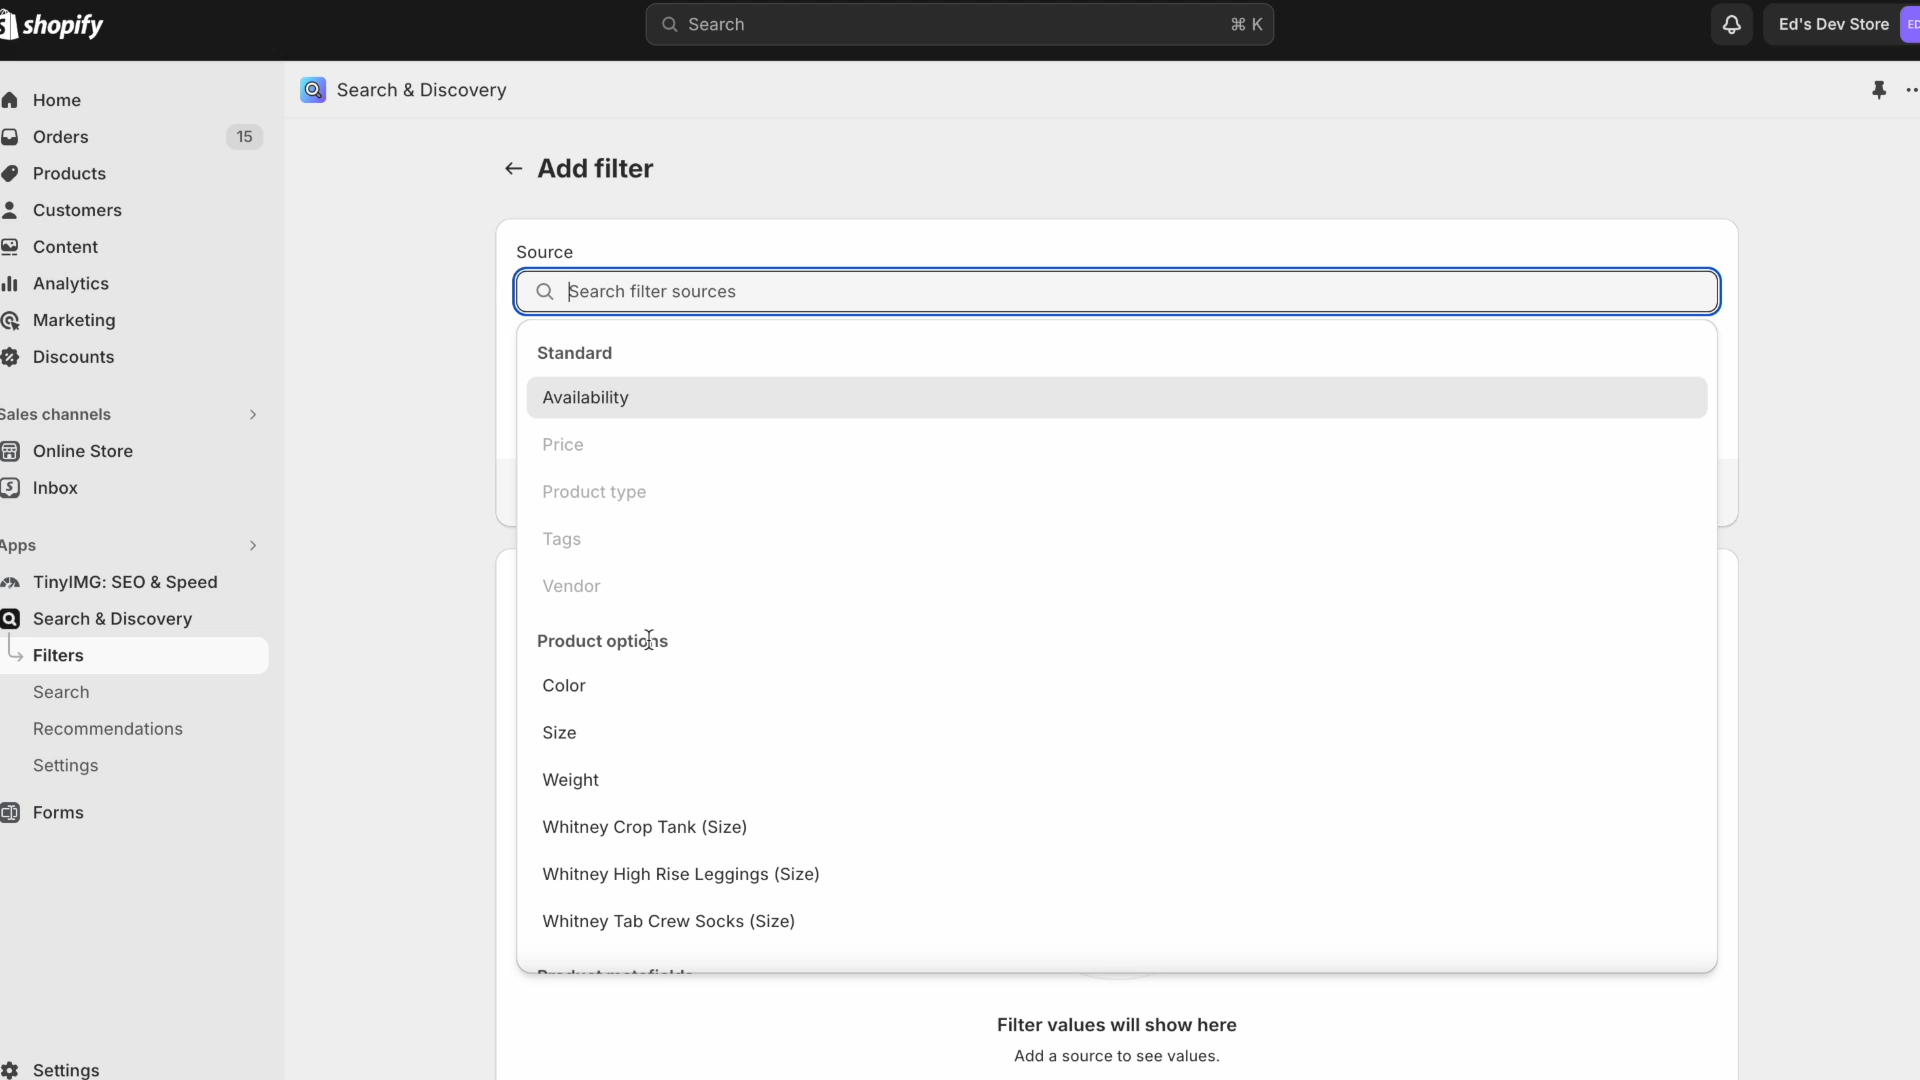 shopify
Search
⌘ K
Ed's Dev Store
ED
Home
Orders
15
Products
Customers
Content
Analytics
Marketing
Discounts
Sales channels
Online Store
Inbox
Apps
TinyIMG: SEO & Speed
Search & Discovery
Filters
Search
Recommendations
Settings
Forms
Settings
Search & Discovery
Add filter
Source
Search filter sources
Standard
Availability
Price
Product type
Tags
Vendor
Product options
Color
Size
Weight
Whitney Crop Tank (Size)
Whitney High Rise Leggings (Size)
Whitney Tab Crew Socks (Size)
Product metafields
Filter values will show here
Add a source to see values.